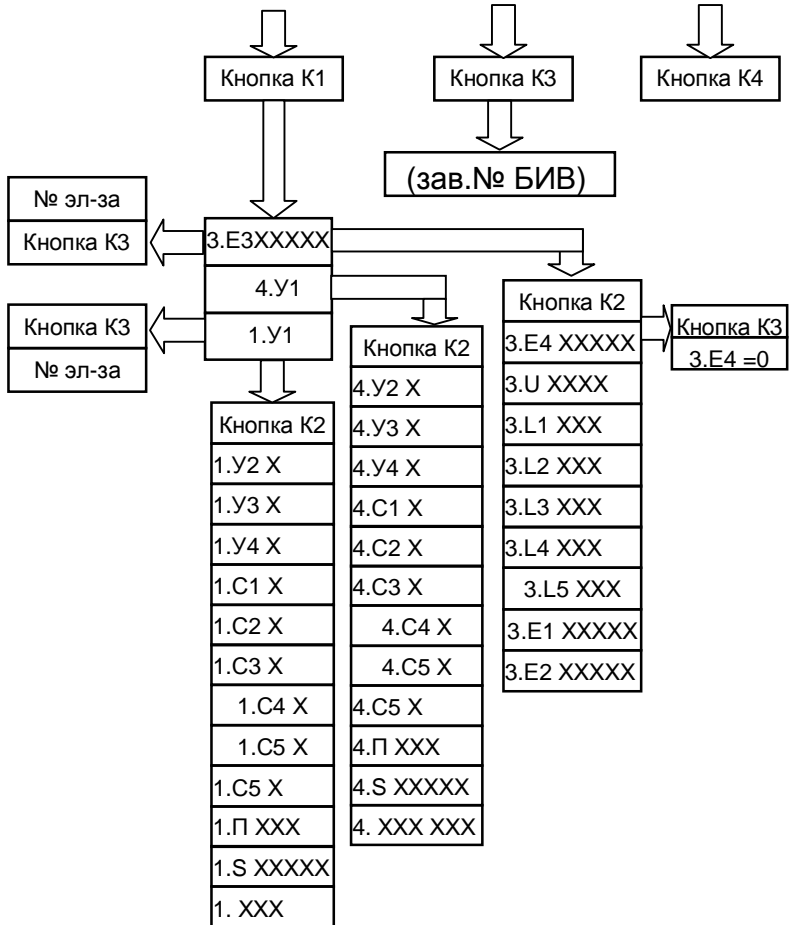 Кнопка К1
Кнопка К3
Кнопка К4
(зав.№ БИВ)
№ эл-за
Кнопка К3
3.Е3ХХХХХ
4.У1
1.У1
Кнопка К3
№ эл-за
Кнопка К2
1.У2 Х
1.У3 Х
1.У4 Х
1.С1 Х
1.С2 Х
1.С3 Х
1.С4 Х
1.С5 Х
1.С5 Х
1.П ХХХ
1.S ХХХХХ
1. ХХХ
Кнопка К2
4.У2 Х
4.У3 Х
4.У4 Х
4.С1 Х
4.С2 Х
4.С3 Х
4.С4 Х
4.С5 Х
4.С5 Х
4.П ХХХ
4.S ХХХХХ
4. ХХХ ХХХ
Кнопка К2
3.Е4 ХХХХХ
3.U ХХХХ
3.L1 ХХХ
3.L2 ХХХ
3.L3 ХХХ
3.L4 ХХХ
3.L5 ХХХ
3.Е1 ХХХХХ
3.Е2 ХХХХХ
Кнопка К3
3.Е4 =0